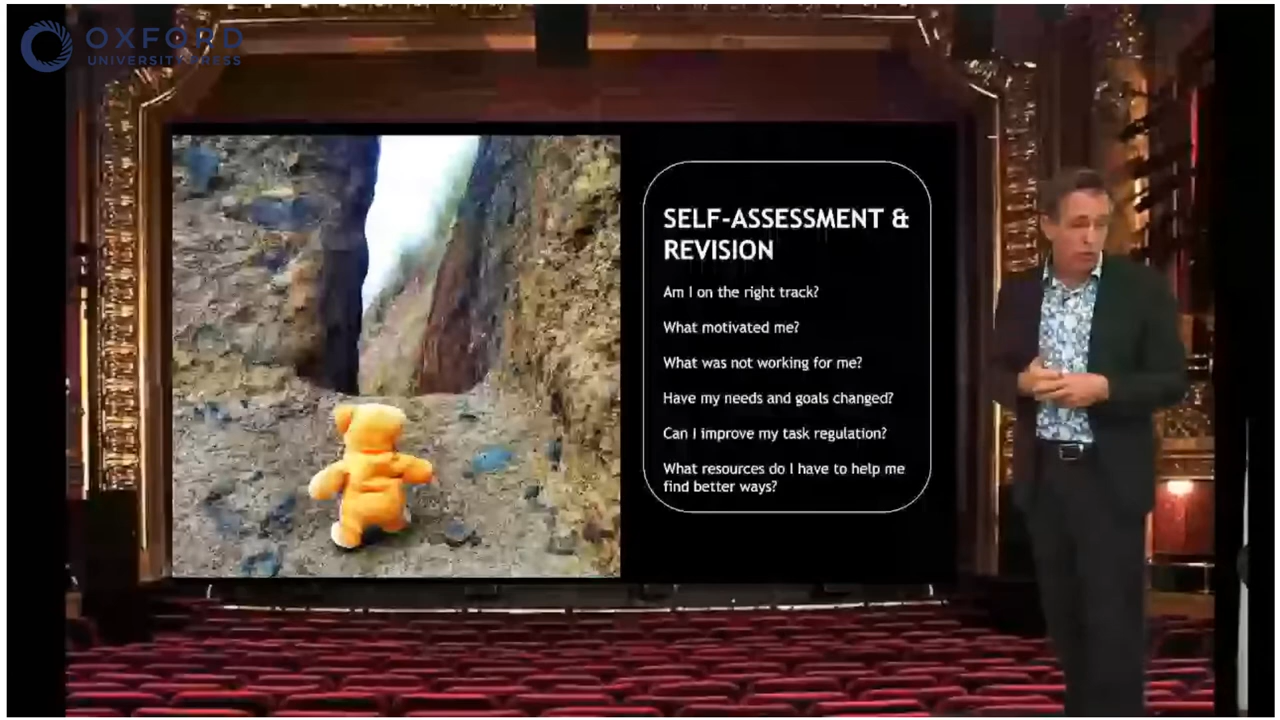 OXFORD
UNIVERSITY PRESS
SELF-ASSESSMENT &
REVISION
Am I on the right track?
What motivated me?
What was not working for me?
Have my needs and goals changed?
Can I improve my task regulation?
What resources do I have to help me
find better ways?